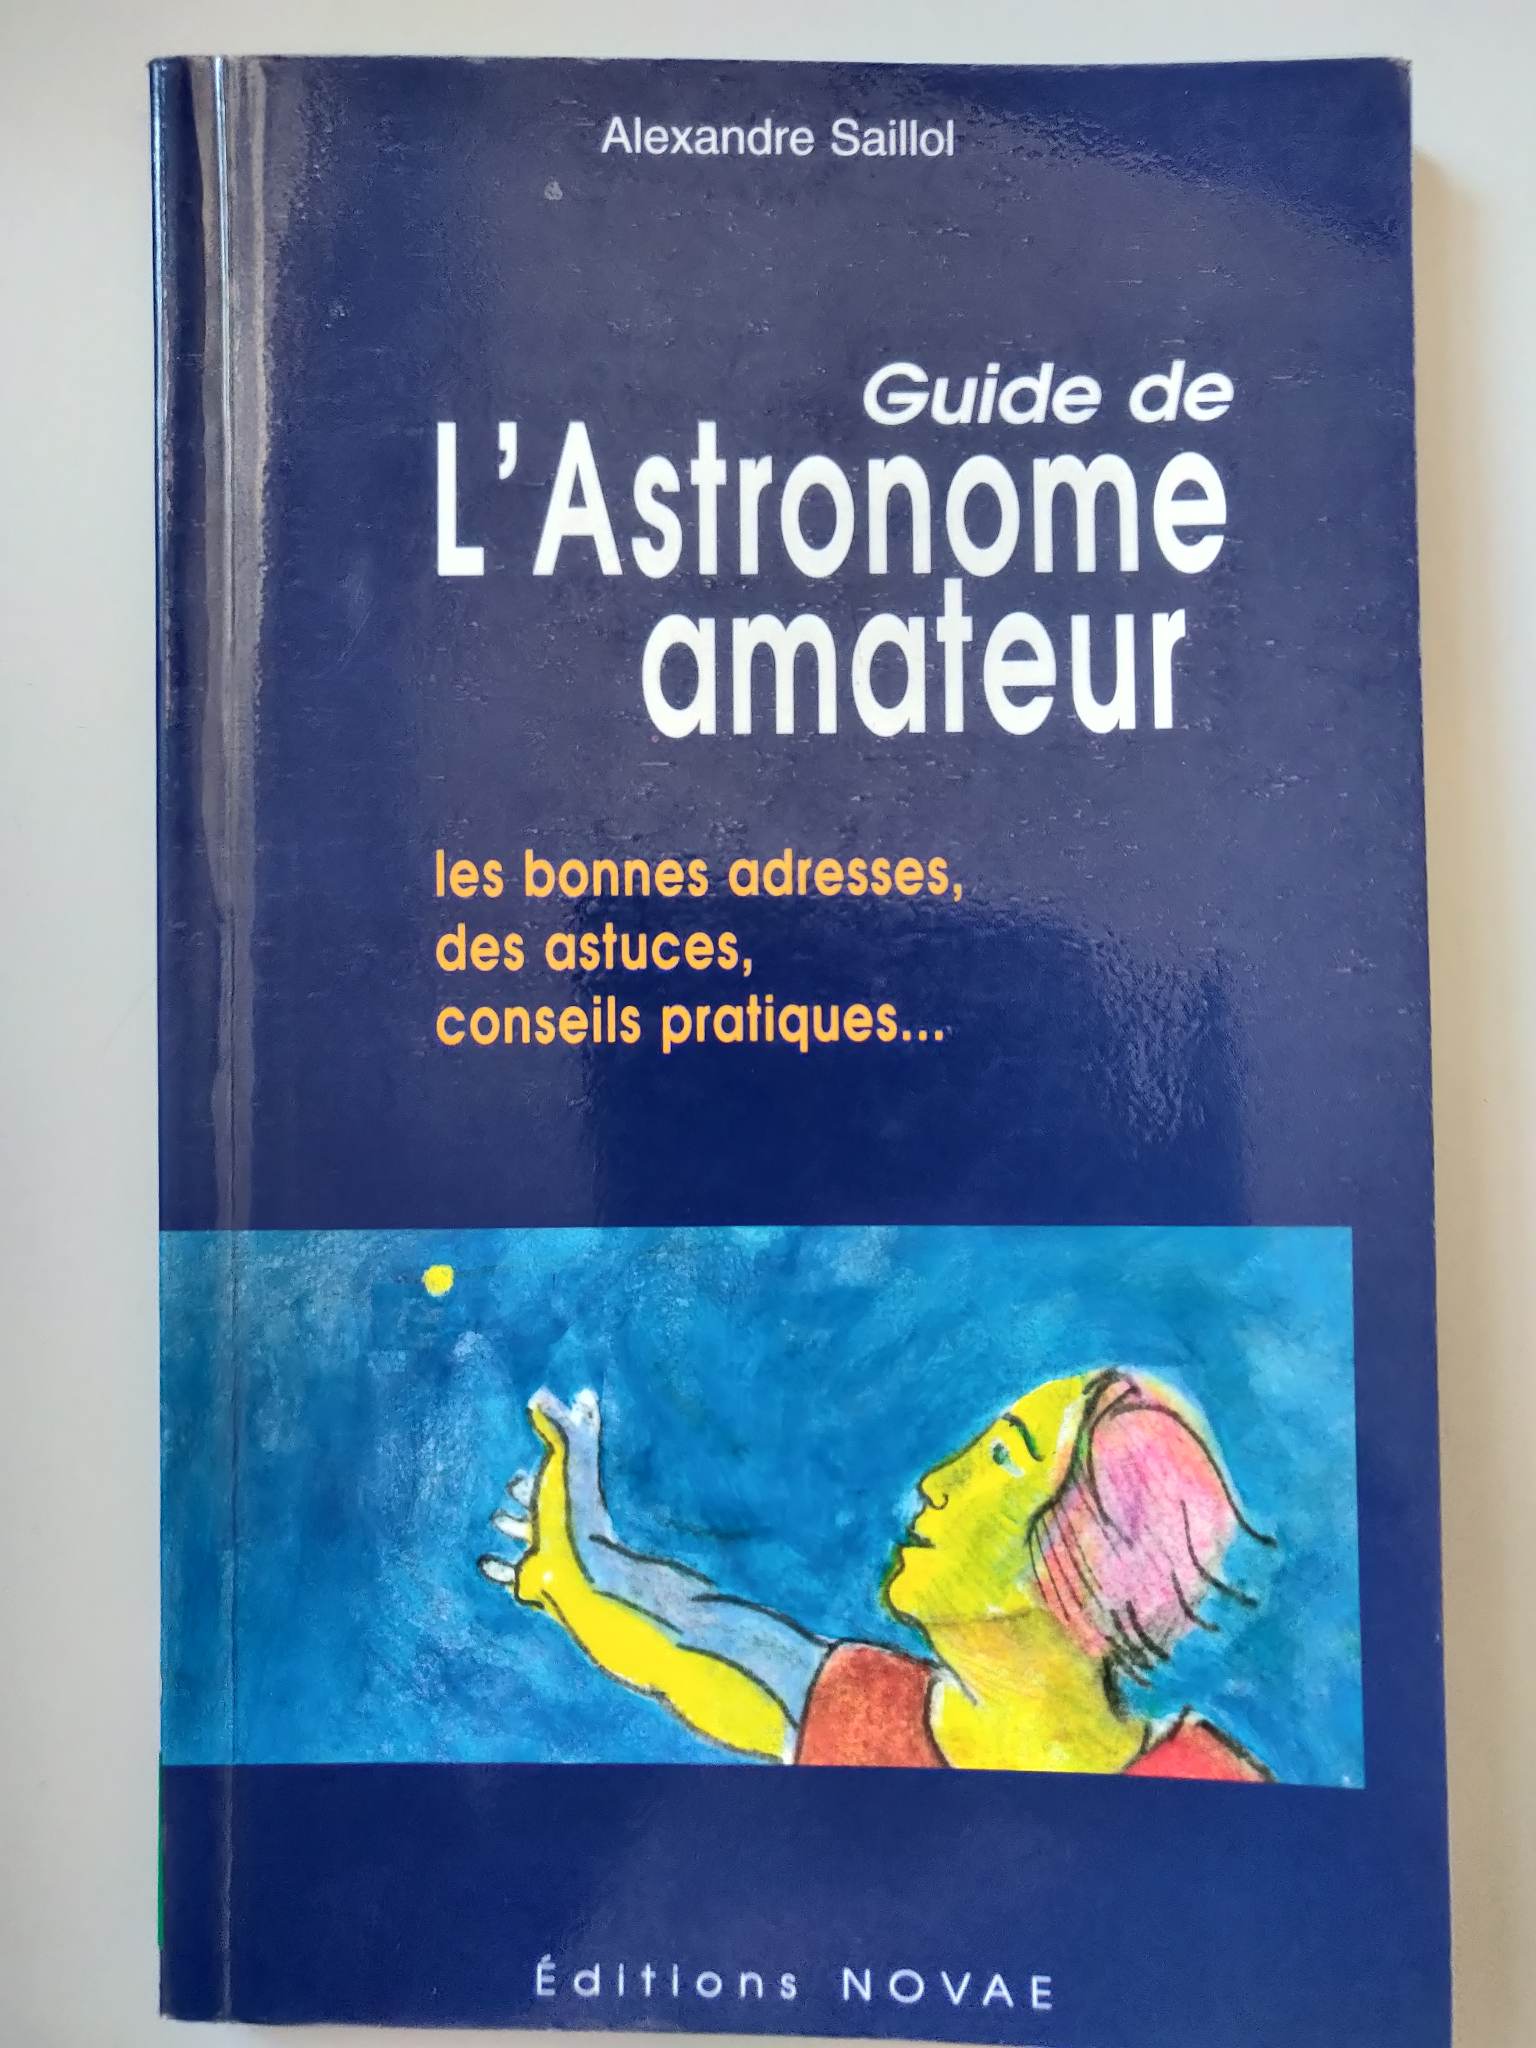 Alexandre Saillol
Guide de
L'Astronome
amateur
les bonnes adresses,
des astuces,
conseils pratiques...
Éditions NOVAE